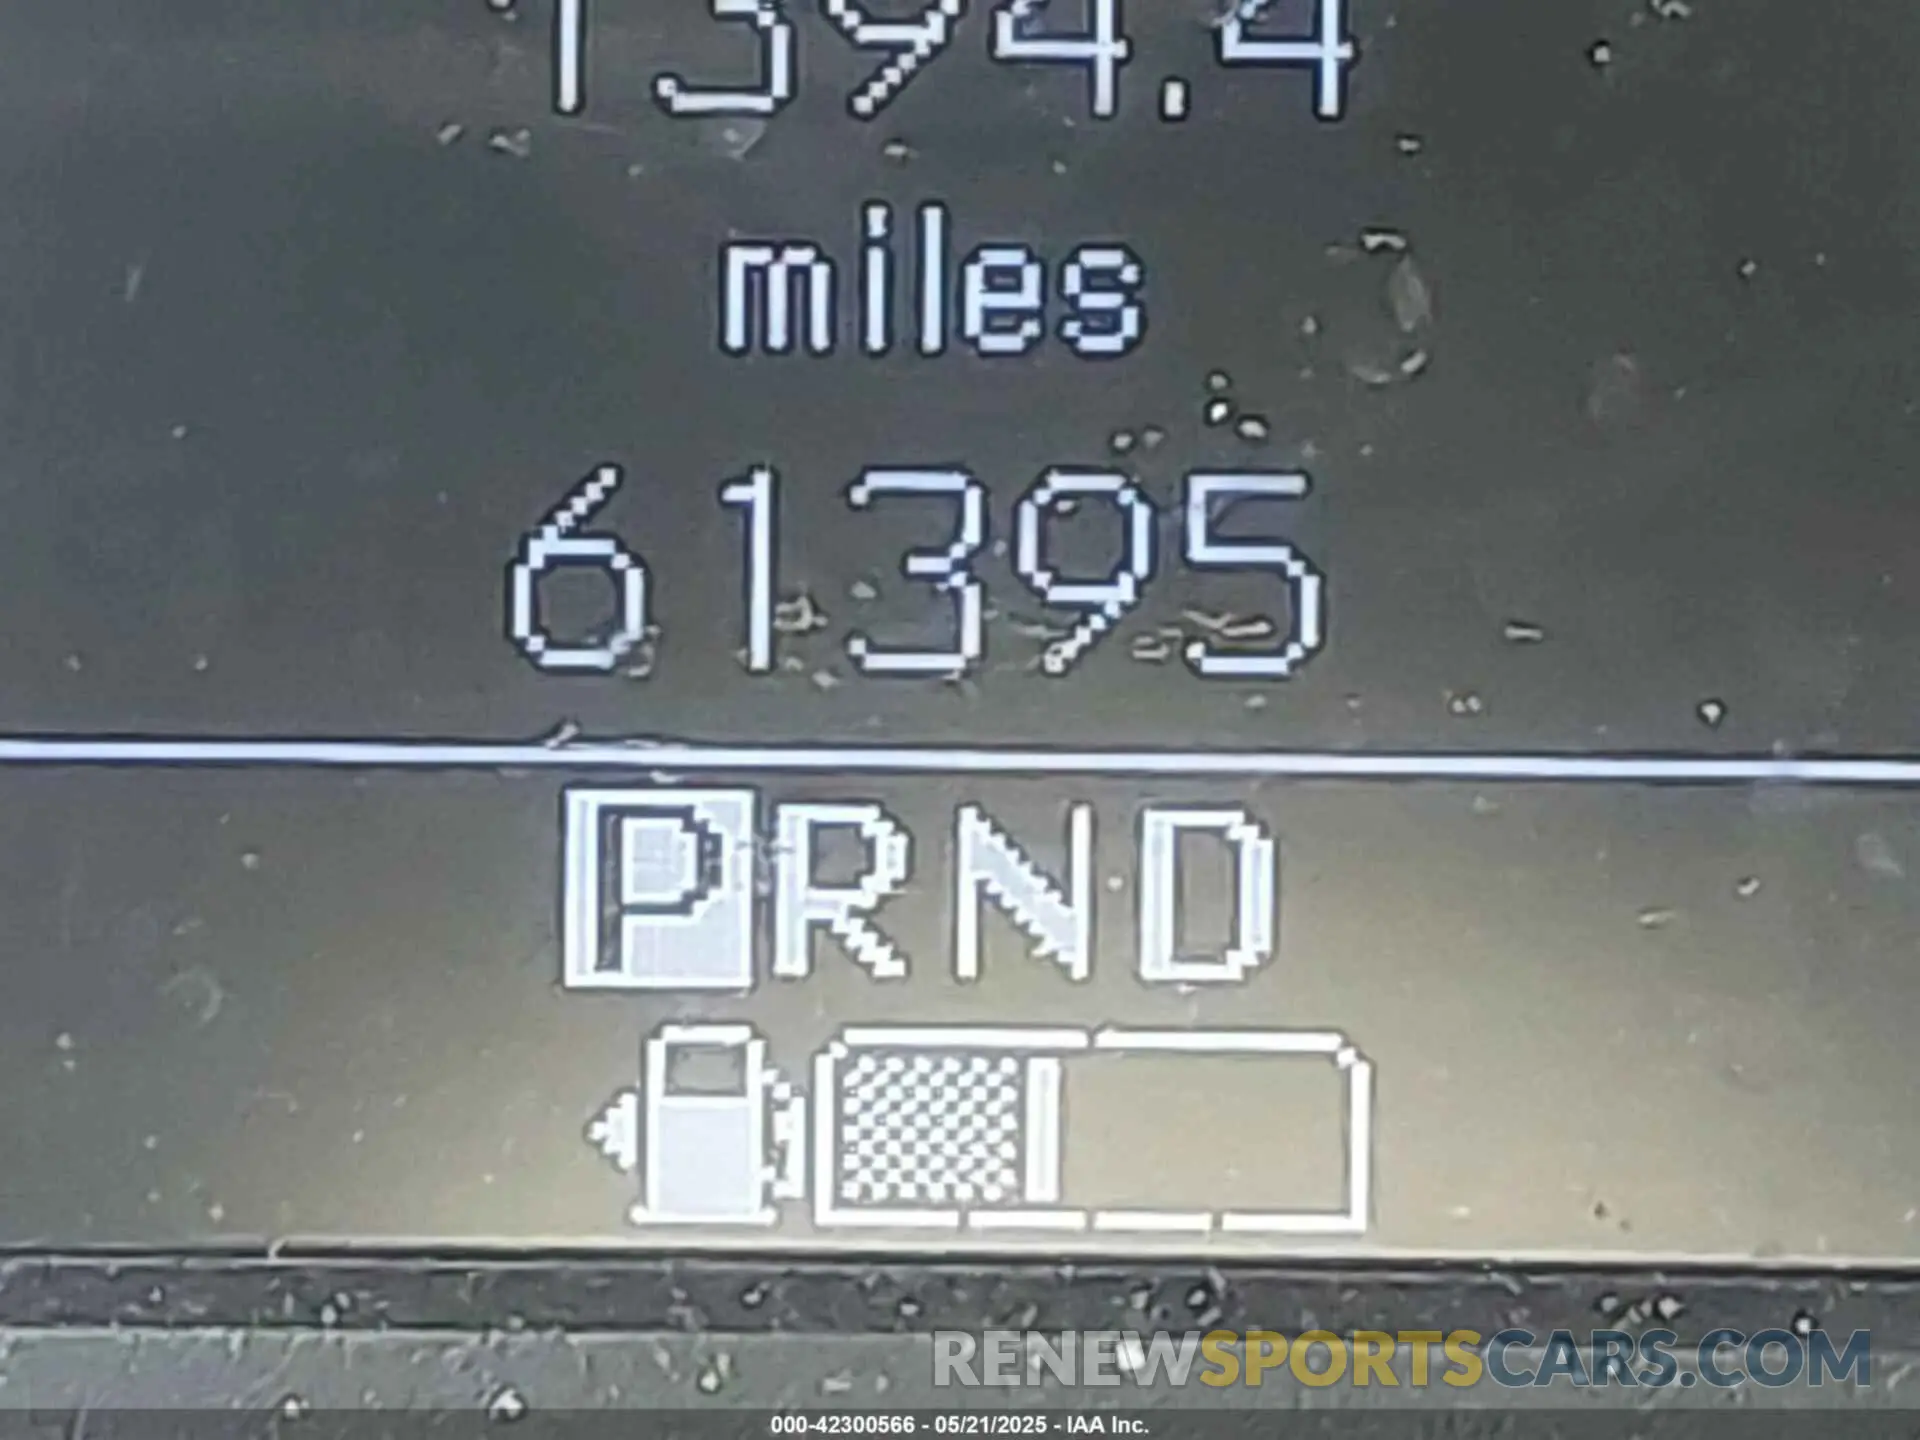 1394.4
miles
61395
PRND
RENEWSPORTSCARS.COM
000-42300566 - 05/21/2025 - IAA Inc.